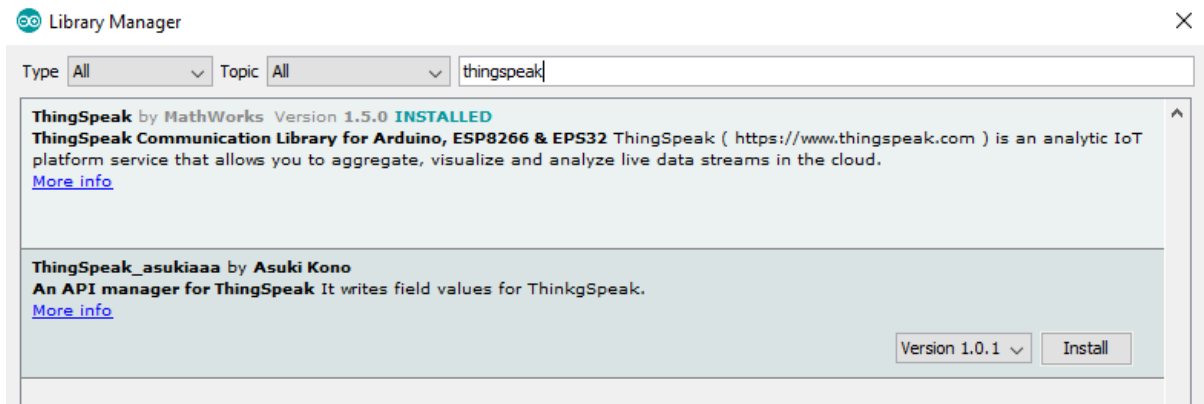 Library Manager
Type All Topic All thingspeak
ThingSpeak by MathWorks Version 1.5.0 INSTALLED
ThingSpeak Communication Library for Arduino, ESP8266 & EPS32 ThingSpeak ( https://www.thingspeak.com ) is an analytic IoT
platform service that allows you to aggregate, visualize and analyze live data streams in the cloud.
More info
ThingSpeak_asukiaaa by Asuki Kono
An API manager for ThingSpeak It writes field values for ThinkgSpeak.
More info
Version 1.0.1 Install